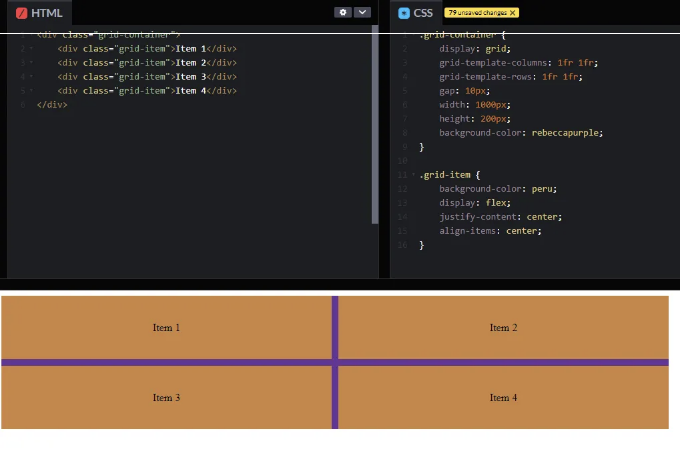 HTML
1 <div class="grid-container">
2 <div class="grid-item">Item 1</div>
3 <div class="grid-item">Item 2</div>
4 <div class="grid-item">Item 3</div>
5 <div class="grid-item">Item 4</div>
6 </div>
CSS 79 unsaved changes X
1 .grid-container {
2 display: grid;
3 grid-template-columns: 1fr 1fr;
4 grid-template-rows: 1fr 1fr;
5 gap: 10px;
6 width: 1000px;
7 height: 200px;
8 background-color: rebeccapurple;
9 }
10
11 .grid-item {
12 background-color: peru;
13 display: flex;
14 justify-content: center;
15 align-items: center;
16 }
Item 1 Item 2
Item 3 Item 4